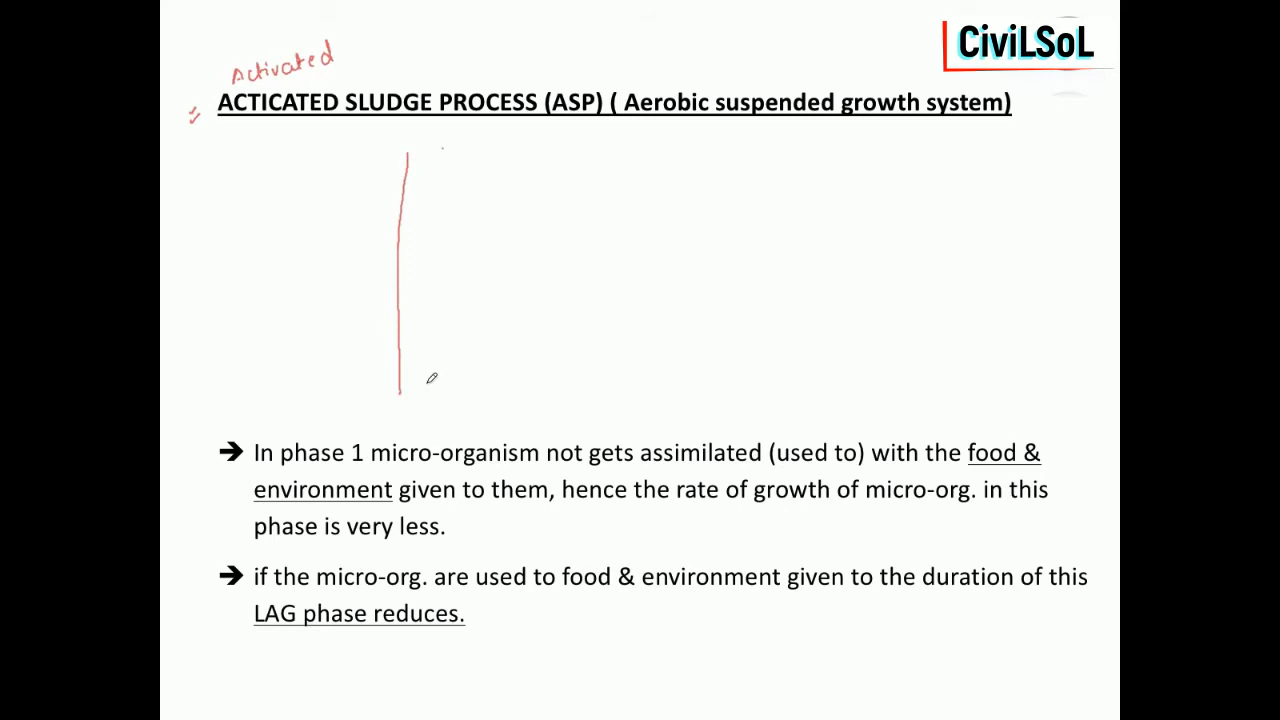 CiviLSoL
Activated
ACTICATED SLUDGE PROCESS (ASP) ( Aerobic suspended growth system)
➔ In phase 1 micro-organism not gets assimilated (used to) with the food &
environment given to them, hence the rate of growth of micro-org. in this
phase is very less.
➔ if the micro-org. are used to food & environment given to the duration of this
LAG phase reduces.